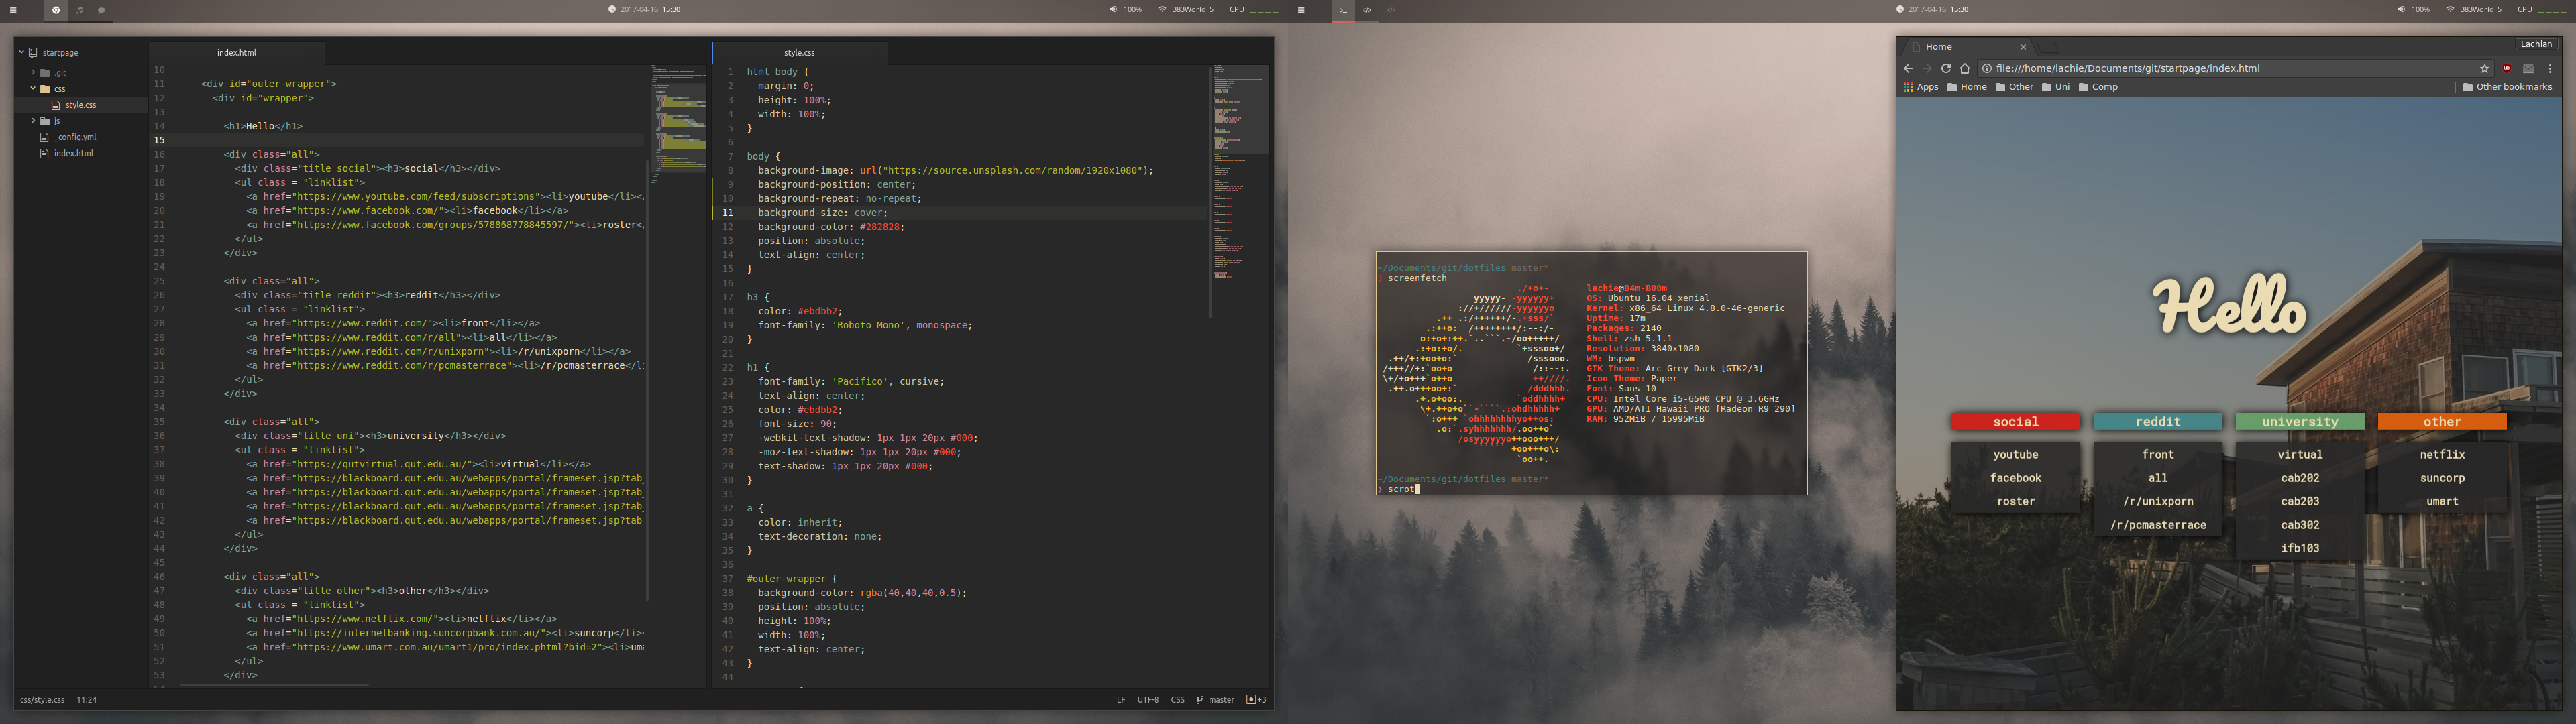 2017-04-16 15:30
100%
383World_5
CPU
startpage
.git
css
style.css
js
_config.yml
index.html
index.html
10
11 <div id="outer-wrapper">
12 <div id="wrapper">
13
14 <h1>Hello</h1>
15
16 <div class="all">
17 <div class="title social"><h3>social</h3></div>
18 <ul class = "linklist">
19 <a href="https://www.youtube.com/feed/subscriptions"><li>youtube</li></
20 <a href="https://www.facebook.com/"><li>facebook</li></a>
21 <a href="https://www.facebook.com/groups/578868778845597/"><li>roster</
22 </ul>
23 </div>
24
25 <div class="all">
26 <div class="title reddit"><h3>reddit</h3></div>
27 <ul class = "linklist">
28 <a href="https://www.reddit.com/"><li>front</li></a>
29 <a href="https://www.reddit.com/r/all"><li>all</li></a>
30 <a href="https://www.reddit.com/r/unixporn"><li>/r/unixporn</li></a>
31 <a href="https://www.reddit.com/r/pcmasterrace"><li>/r/pcmasterrace</li
32 </ul>
33 </div>
34
35 <div class="all">
36 <div class="title uni"><h3>university</h3></div>
37 <ul class = "linklist">
38 <a href="https://qutvirtual.qut.edu.au/"><li>virtual</li></a>
39 <a href="https://blackboard.qut.edu.au/webapps/portal/frameset.jsp?tab_
40 <a href="https://blackboard.qut.edu.au/webapps/portal/frameset.jsp?tab_
41 <a href="https://blackboard.qut.edu.au/webapps/portal/frameset.jsp?tab_
42 <a href="https://blackboard.qut.edu.au/webapps/portal/frameset.jsp?tab_
43 </ul>
44 </div>
45
46 <div class="all">
47 <div class="title other"><h3>other</h3></div>
48 <ul class = "linklist">
49 <a href="https://www.netflix.com/"><li>netflix</li></a>
50 <a href="https://internetbanking.suncorpbank.com.au/"><li>suncorp</li>
51 <a href="https://www.umart.com.au/umart1/pro/index.phtml?bid=2"><li>uma
52 </ul>
53 </div>
style.css
1 html body {
2 margin: 0;
3 height: 100%;
4 width: 100%;
5 }
6
7 body {
8 background-image: url("https://source.unsplash.com/random/1920x1080");
9 background-position: center;
10 background-repeat: no-repeat;
11 background-size: cover;
12 background-color: #282828;
13 position: absolute;
14 text-align: center;
15 }
16
17 h3 {
18 color: #ebdbb2;
19 font-family: 'Roboto Mono', monospace;
20 }
21
22 h1 {
23 font-family: 'Pacifico', cursive;
24 text-align: center;
25 color: #ebdbb2;
26 font-size: 90;
27 -webkit-text-shadow: 1px 1px 20px #000;
28 -moz-text-shadow: 1px 1px 20px #000;
29 text-shadow: 1px 1px 20px #000;
30 }
31
32 a {
33 color: inherit;
34 text-decoration: none;
35 }
36
37 #outer-wrapper {
38 background-color: rgba(40,40,40,0.5);
39 position: absolute;
40 height: 100%;
41 width: 100%;
42 text-align: center;
43 }
44
css/style.css 11:24
LF UTF-8 CSS master +3
2017-04-16 15:30
100%
383World_5
CPU
~/Documents/git/dotfiles master*
❯ screenfetch
lachie@B4m-B00m
OS: Ubuntu 16.04 xenial
Kernel: x86_64 Linux 4.8.0-46-generic
Uptime: 17m
Packages: 2140
Shell: zsh 5.1.1
Resolution: 3840x1080
WM: bspwm
GTK Theme: Arc-Grey-Dark [GTK2/3]
Icon Theme: Paper
Font: Sans 10
CPU: Intel Core i5-6500 CPU @ 3.6GHz
GPU: AMD/ATI Hawaii PRO [Radeon R9 290]
RAM: 952MiB / 15995MiB
~/Documents/git/dotfiles master*
❯ scrot
Home
Lachlan
file:///home/lachie/Documents/git/startpage/index.html
Apps Home Other Uni Comp Other bookmarks
Hello
social reddit university other
youtube front virtual netflix
facebook all cab202 suncorp
roster /r/unixporn cab203 umart
/r/pcmasterrace cab302
ifb103